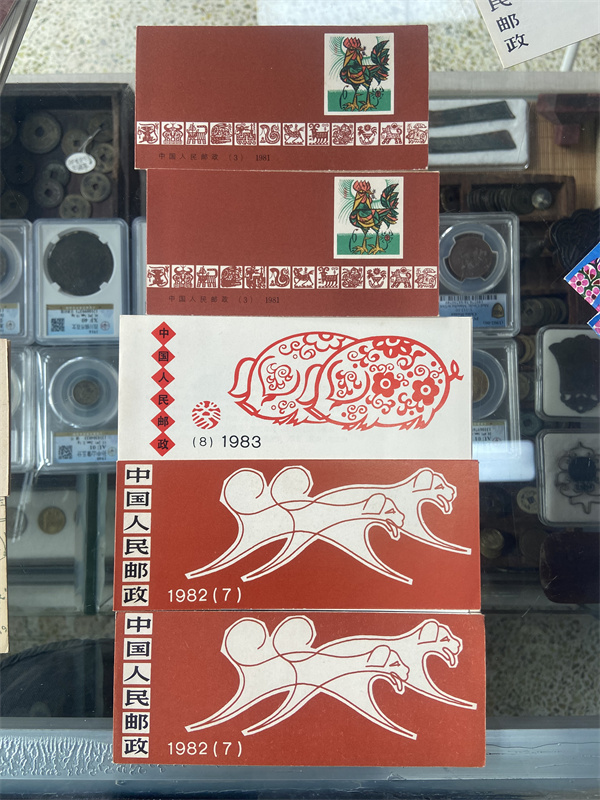 邮
政
中国人民邮政 (3) 1981
中国人民邮政 (3) 1981
中
国
人
民
邮
政
(8) 1983
中
国
人
民
邮
政
1982(7)
中
国
人
民
邮
政
1982(7)